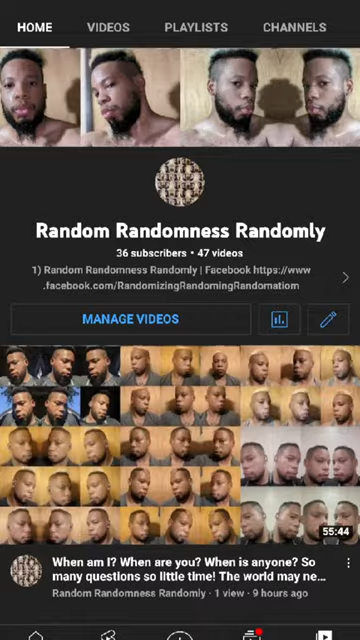 HOME VIDEOS PLAYLISTS CHANNELS
Random Randomness Randomly
36 subscribers • 47 videos
1) Random Randomness Randomly | Facebook https://www
.facebook.com/RandomizingRandomingRandomation
MANAGE VIDEOS
55:44
When am I? When are you? When is anyone? So
many questions so little time! The world may ne...
Random Randomness Randomly · 1 view · 9 hours ago